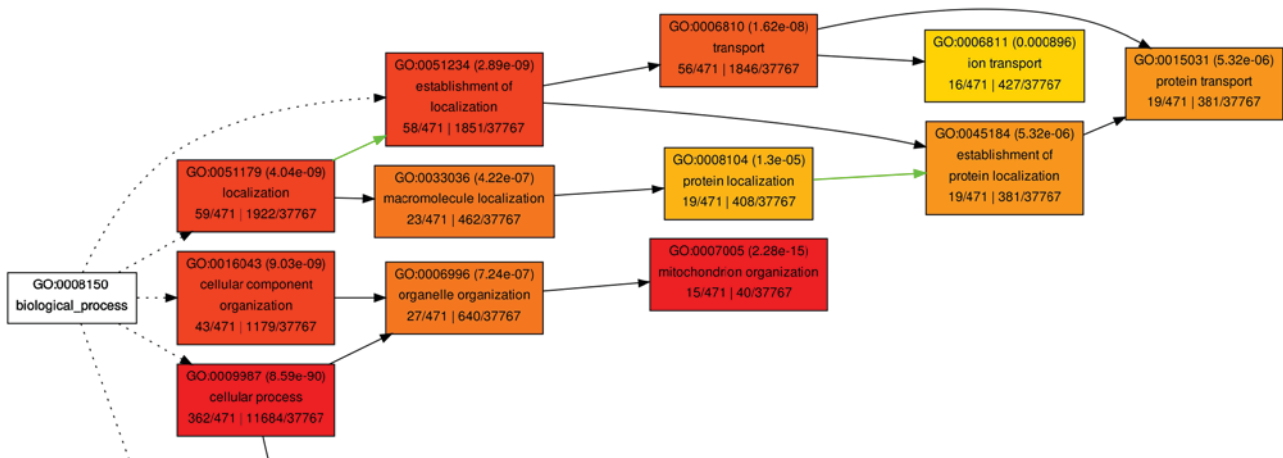 GO:0008150
biological_process
GO:0051179 (4.04e-09)
localization
59/471 | 1922/37767
GO:0016043 (9.03e-09)
cellular component
organization
43/471 | 1179/37767
GO:0009987 (8.59e-90)
cellular process
362/471 | 11684/37767
GO:0051234 (2.89e-09)
establishment of
localization
58/471 | 1851/37767
GO:0033036 (4.22e-07)
macromolecule localization
23/471 | 462/37767
GO:0006996 (7.24e-07)
organelle organization
27/471 | 640/37767
GO:0006810 (1.62e-08)
transport
56/471 | 1846/37767
GO:0008104 (1.3e-05)
protein localization
19/471 | 408/37767
GO:0007005 (2.28e-15)
mitochondrion organization
15/471 | 40/37767
GO:0006811 (0.000896)
ion transport
16/471 | 427/37767
GO:0045184 (5.32e-06)
establishment of
protein localization
19/471 | 381/37767
GO:0015031 (5.32e-06)
protein transport
19/471 | 381/37767